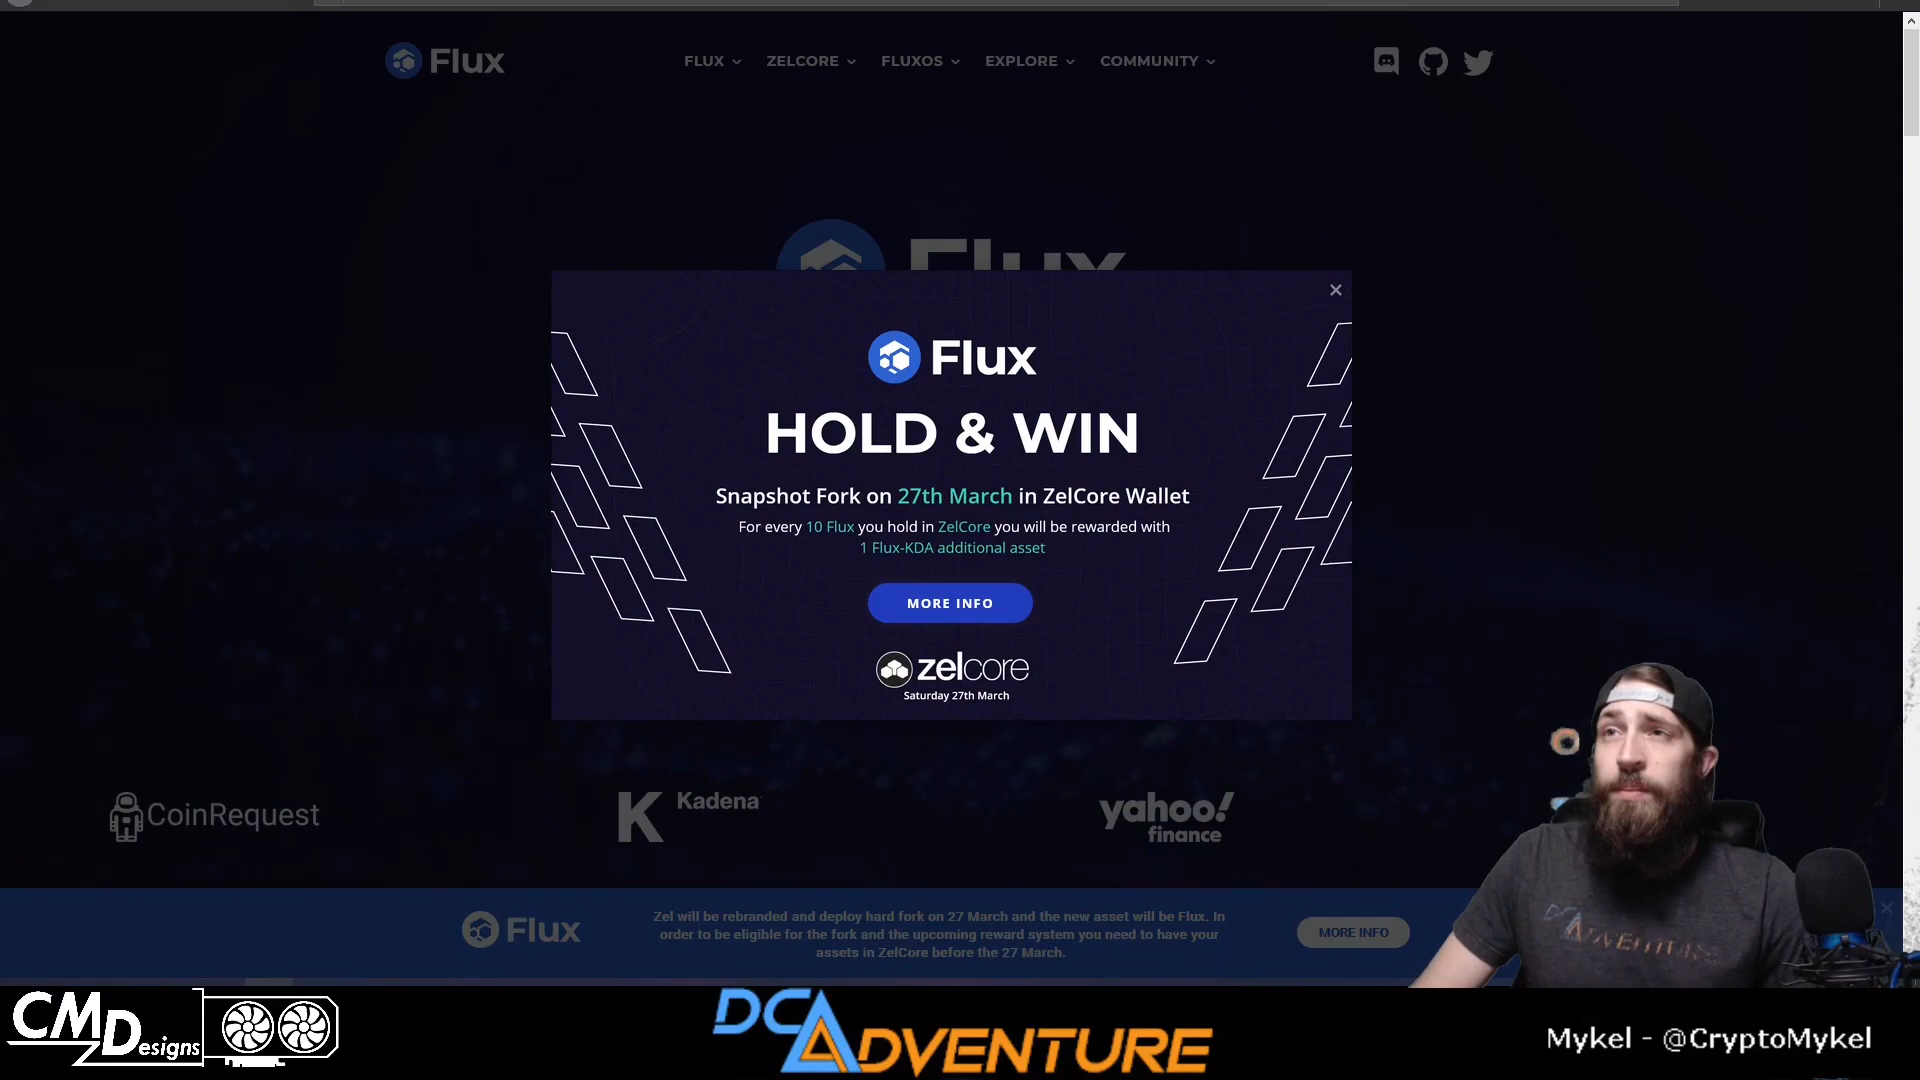 Flux
FLUX
ZELCORE
FLUXOS
EXPLORE
COMMUNITY
Flux
Flux
HOLD & WIN
Snapshot Fork on 27th March in ZelCore Wallet
For every 10 Flux you hold in ZelCore you will be rewarded with
1 Flux-KDA additional asset
MORE INFO
zelcore
Saturday 27th March
CoinRequest
K Kadena
yahoo!
finance
Flux
Zel will be rebranded and deploy hard fork on 27 March and the new asset will be Flux. In
order to be eligible for the fork and the upcoming reward system you need to have your
assets in ZelCore before the 27 March.
MORE INFO
DCADVENTURE
CMDesigns
DCADVENTURE
Mykel - @CryptoMykel